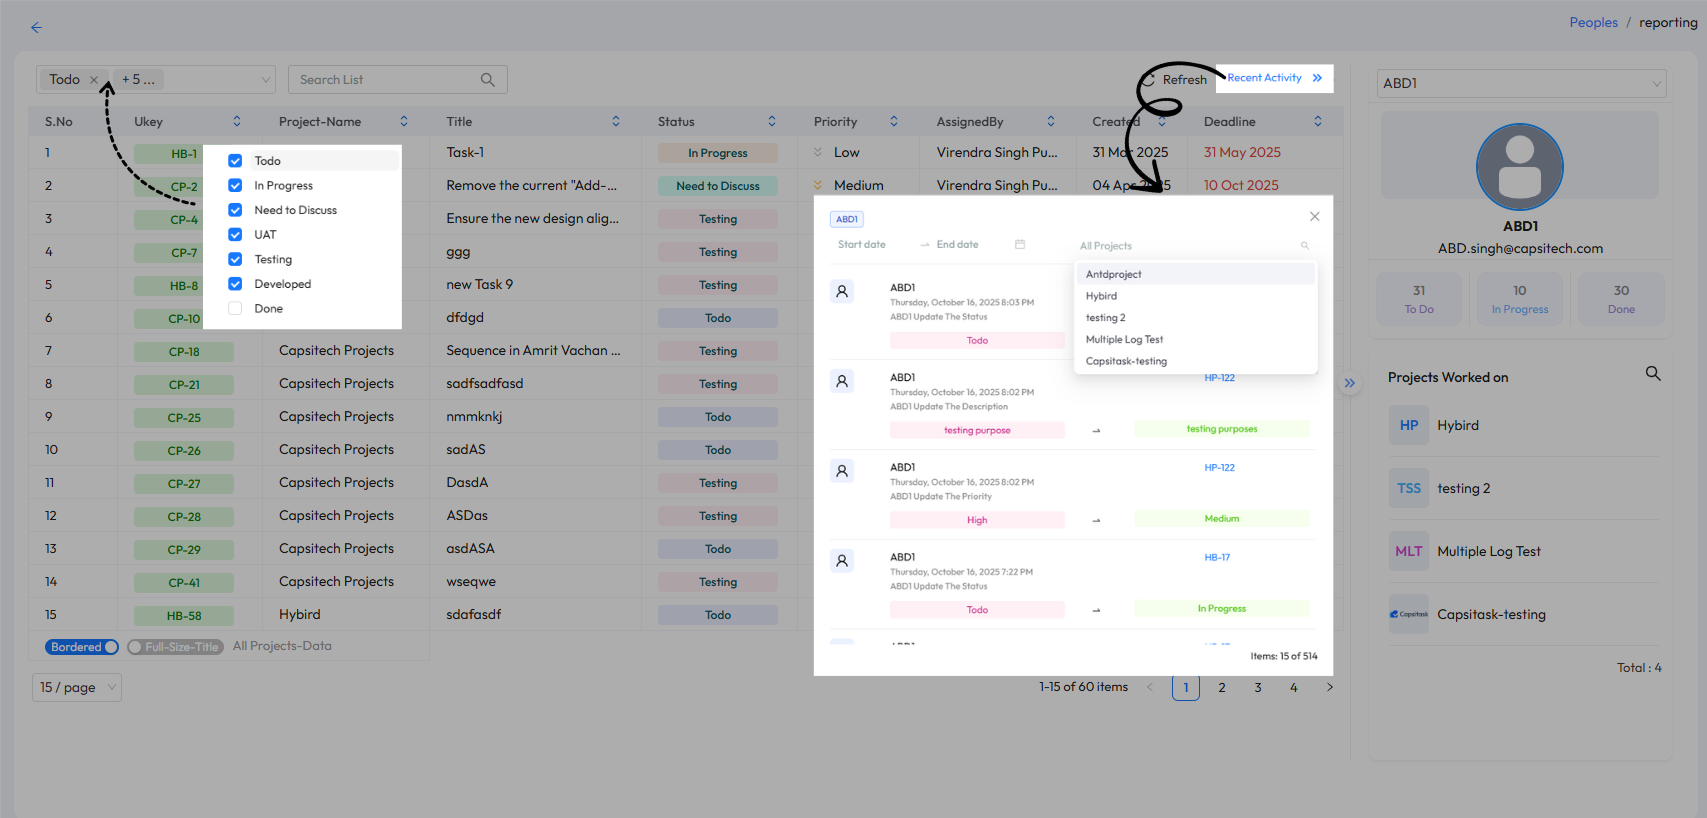 Peoples / reporting
Todo × + 5 ...
Search List
Refresh
Recent Activity
S.No Ukey Project-Name Title Status Priority AssignedBy Created Deadline
1 HB-1 Task-1 In Progress Low Virendra Singh Pu... 31 Mar 2025 31 May 2025
2 CP-2 Remove the current "Add-... Need to Discuss Medium Virendra Singh Pu... 04 Apr 2025 10 Oct 2025
3 CP-4 Ensure the new design alig... Testing
4 CP-7 ggg Testing
5 HB-8 new Task 9 Testing
6 CP-10 dfdgd Todo
7 CP-18 Capsitech Projects Sequence in Amrit Vachan ... Testing
8 CP-21 Capsitech Projects sadfsadfasd Testing
9 CP-25 Capsitech Projects nmmknkj Todo
10 CP-26 Capsitech Projects sadAS Todo
11 CP-27 Capsitech Projects DasdA Testing
12 CP-28 Capsitech Projects ASDas Testing
13 CP-29 Capsitech Projects asdASA Todo
14 CP-41 Capsitech Projects wseqwe Testing
15 HB-58 Hybird sdafasdf Todo
Bordered Full-Size-Title All Projects-Data
15 / page
1-15 of 60 items
1 2 3 4
Todo
In Progress
Need to Discuss
UAT
Testing
Developed
Done
ABD1
Start date End date
All Projects
Antdproject
Hybird
testing 2
Multiple Log Test
Capsitask-testing
ABD1
Thursday, October 16, 2025 8:03 PM
ABD1 Update The Status
Todo
ABD1 HP-122
Thursday, October 16, 2025 8:02 PM
ABD1 Update The Description
testing purpose testing purposes
ABD1 HP-122
Thursday, October 16, 2025 8:02 PM
ABD1 Update The Priority
High Medium
ABD1 HB-17
Thursday, October 16, 2025 7:22 PM
ABD1 Update The Status
Todo In Progress
Items: 15 of 514
ABD1
ABD1
ABD.singh@capsitech.com
31 10 30
To Do In Progress Done
Projects Worked on
HP Hybird
TSS testing 2
MLT Multiple Log Test
Capsitask Capsitask-testing
Total : 4